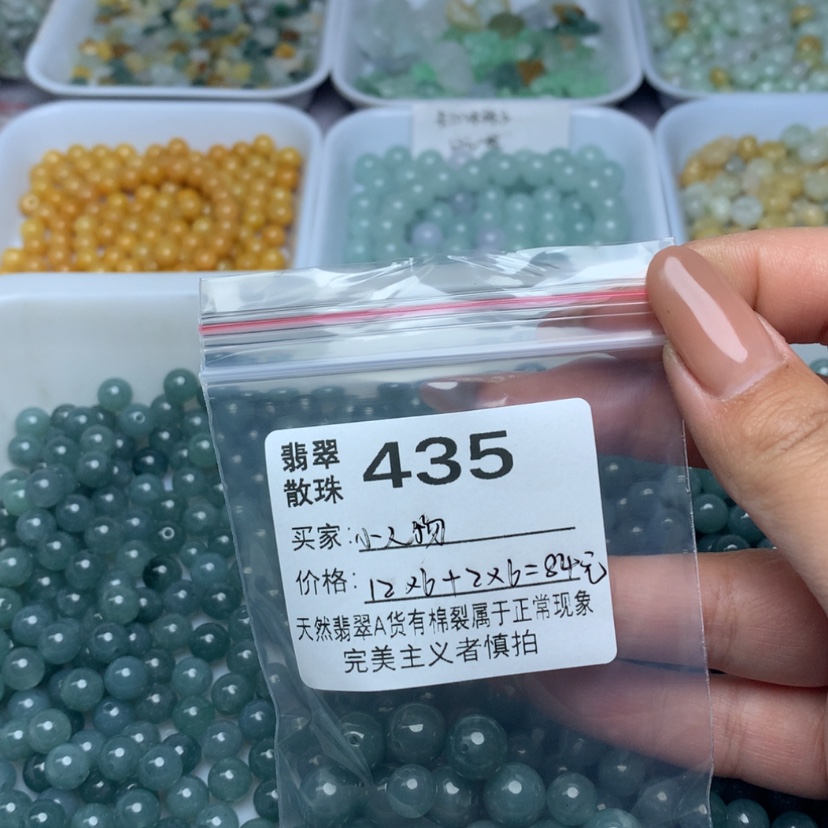 翡翠 435
散珠
买家:小人物
价格:12×6+2×6=84元
天然翡翠A货有棉裂属于正常现象
完美主义者慎拍